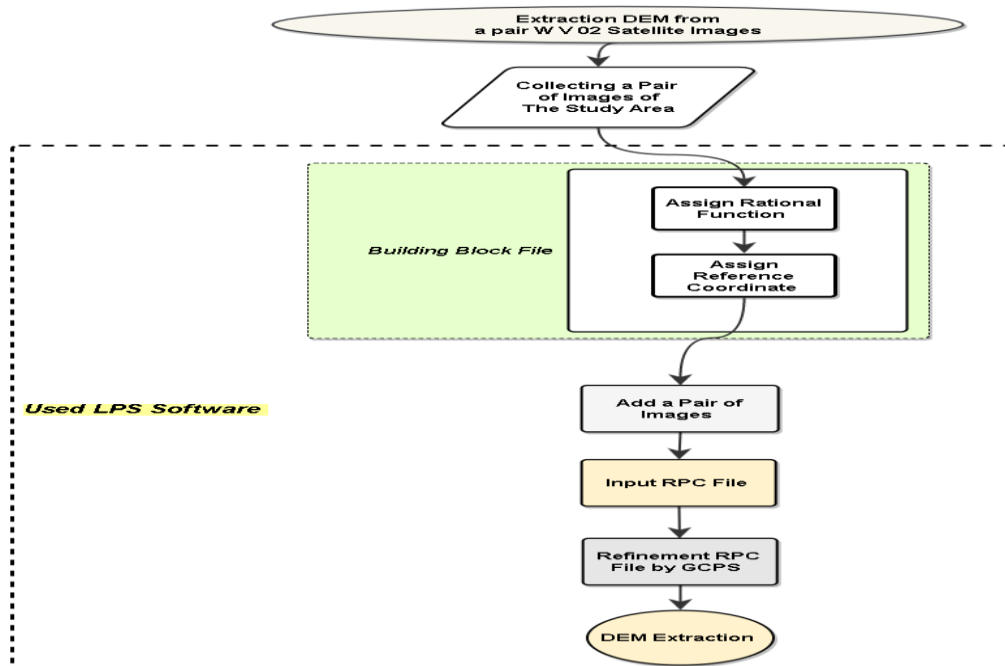 Extraction DEM from
a pair W V 02 Satellite Images
Collecting a Pair
of Images of
The Study Area
Assign Rational
Function
Building Block File
Assign
Reference
Coordinate
Add a Pair of
Images
Used LPS Software
Input RPC File
Refinement RPC
File by GCPS
DEM Extraction